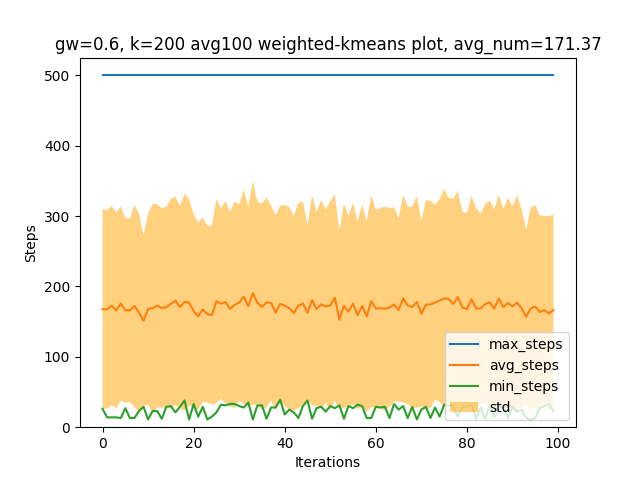 gw=0.6, k=200 avg100 weighted-kmeans plot, avg_num=171.37
500
400
300
200
100
0
Steps
max_steps
avg_steps
min_steps
std
0 20 40 60 80 100
Iterations